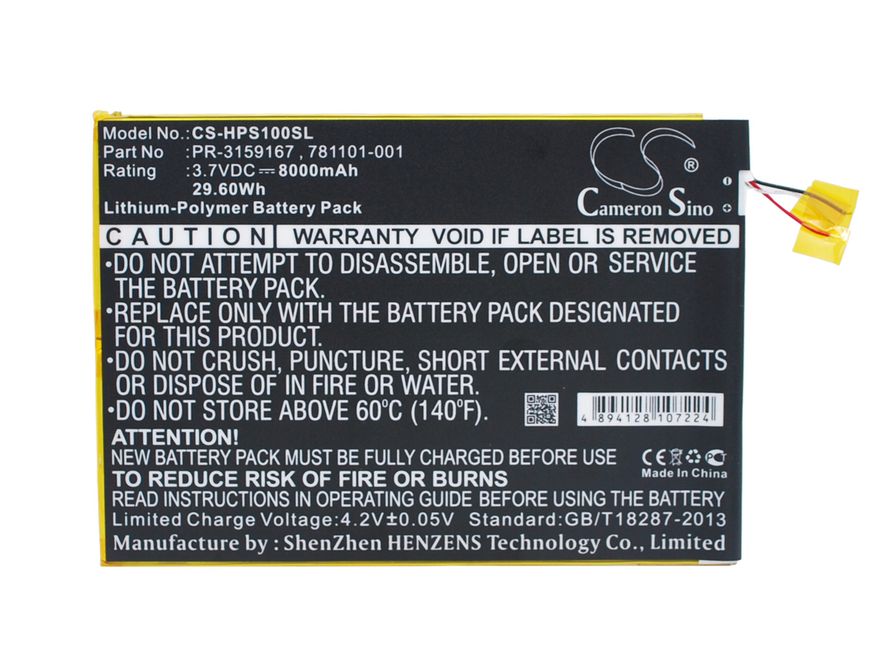 Model No.: CS-HPS100SL
Part No : PR-3159167 , 781101-001
Rating : 3.7VDC 8000mAh
29.60Wh
Lithium-Polymer Battery Pack
CS ®
Cameron Sino
CAUTION WARRANTY VOID IF LABEL IS REMOVED
•DO NOT ATTEMPT TO DISASSEMBLE, OPEN OR SERVICE
THE BATTERY PACK.
•REPLACE ONLY WITH THE BATTERY PACK DESIGNATED
FOR THIS BATTERY.
•DO NOT CRUSH, PUNCTURE, SHORT EXTERNAL CONTACTS
OR DISPOSE OF IN FIRE OR WATER.
•DO NOT STORE ABOVE 60°C (140°F).
4 894128 107224
ATTENTION!
NEW BATTERY PACK MUST BE FULLY CHARGED BEFORE USE
TO REDUCE RISK OF FIRE OR BURNS
CE PCT
Made In China
READ INSTRUCTIONS IN OPERATING GUIDE BEFORE USING THE BATTERY
Limited Charge Voltage:4.2V±0.05V Standard:GB/T18287-2013
Manufacture by : ShenZhen HENZENS Technology Co., Limited